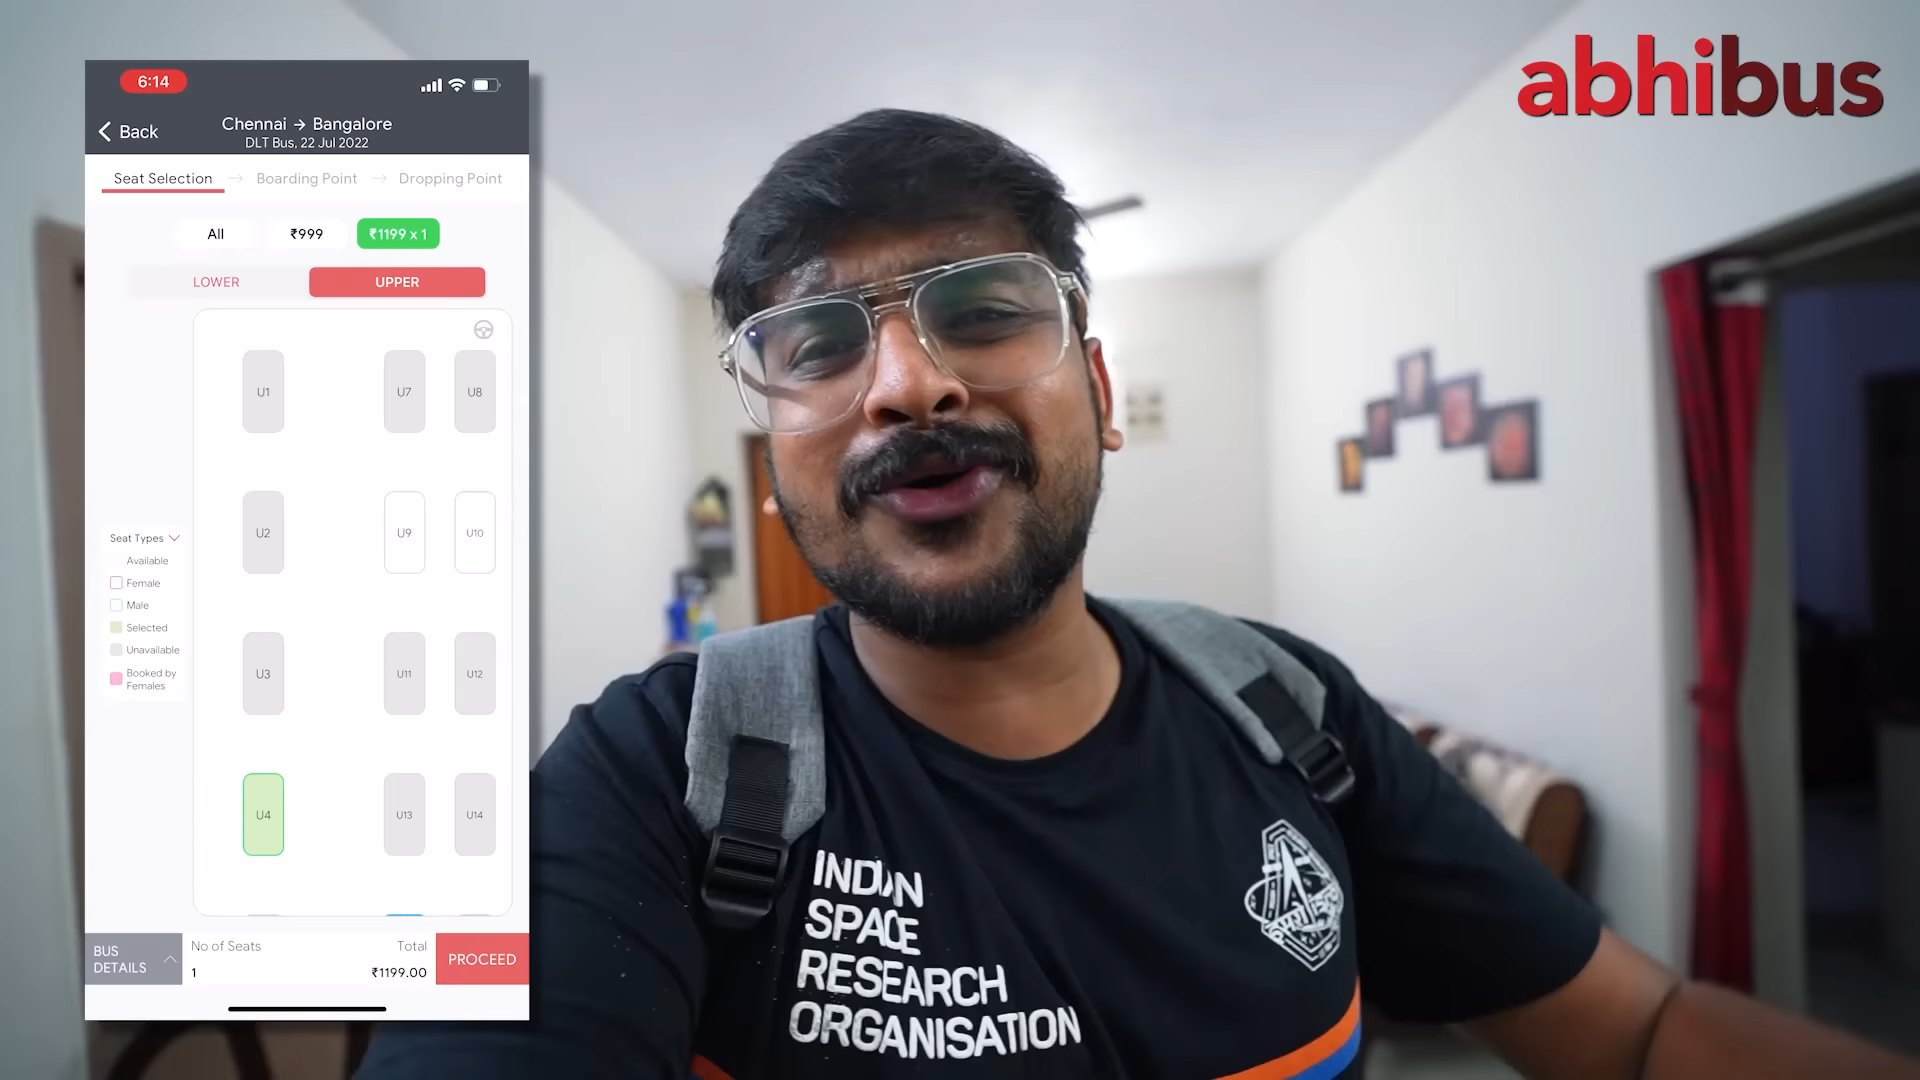 6:14
Back
Chennai → Bangalore
DLT Bus, 22 Jul 2022
Seat Selection → Boarding Point → Dropping Point
All ₹999 ₹1199 x 1
LOWER UPPER
U1 U7 U8
U2 U9 U10
U3 U11 U12
U4 U13 U14
Seat Types
Available
Female
Male
Selected
Unavailable
Booked by
Females
BUS
DETAILS
No of Seats
1
Total
₹1199.00
PROCEED
abhibus
INDIAN
SPACE
RESEARCH
ORGANISATION